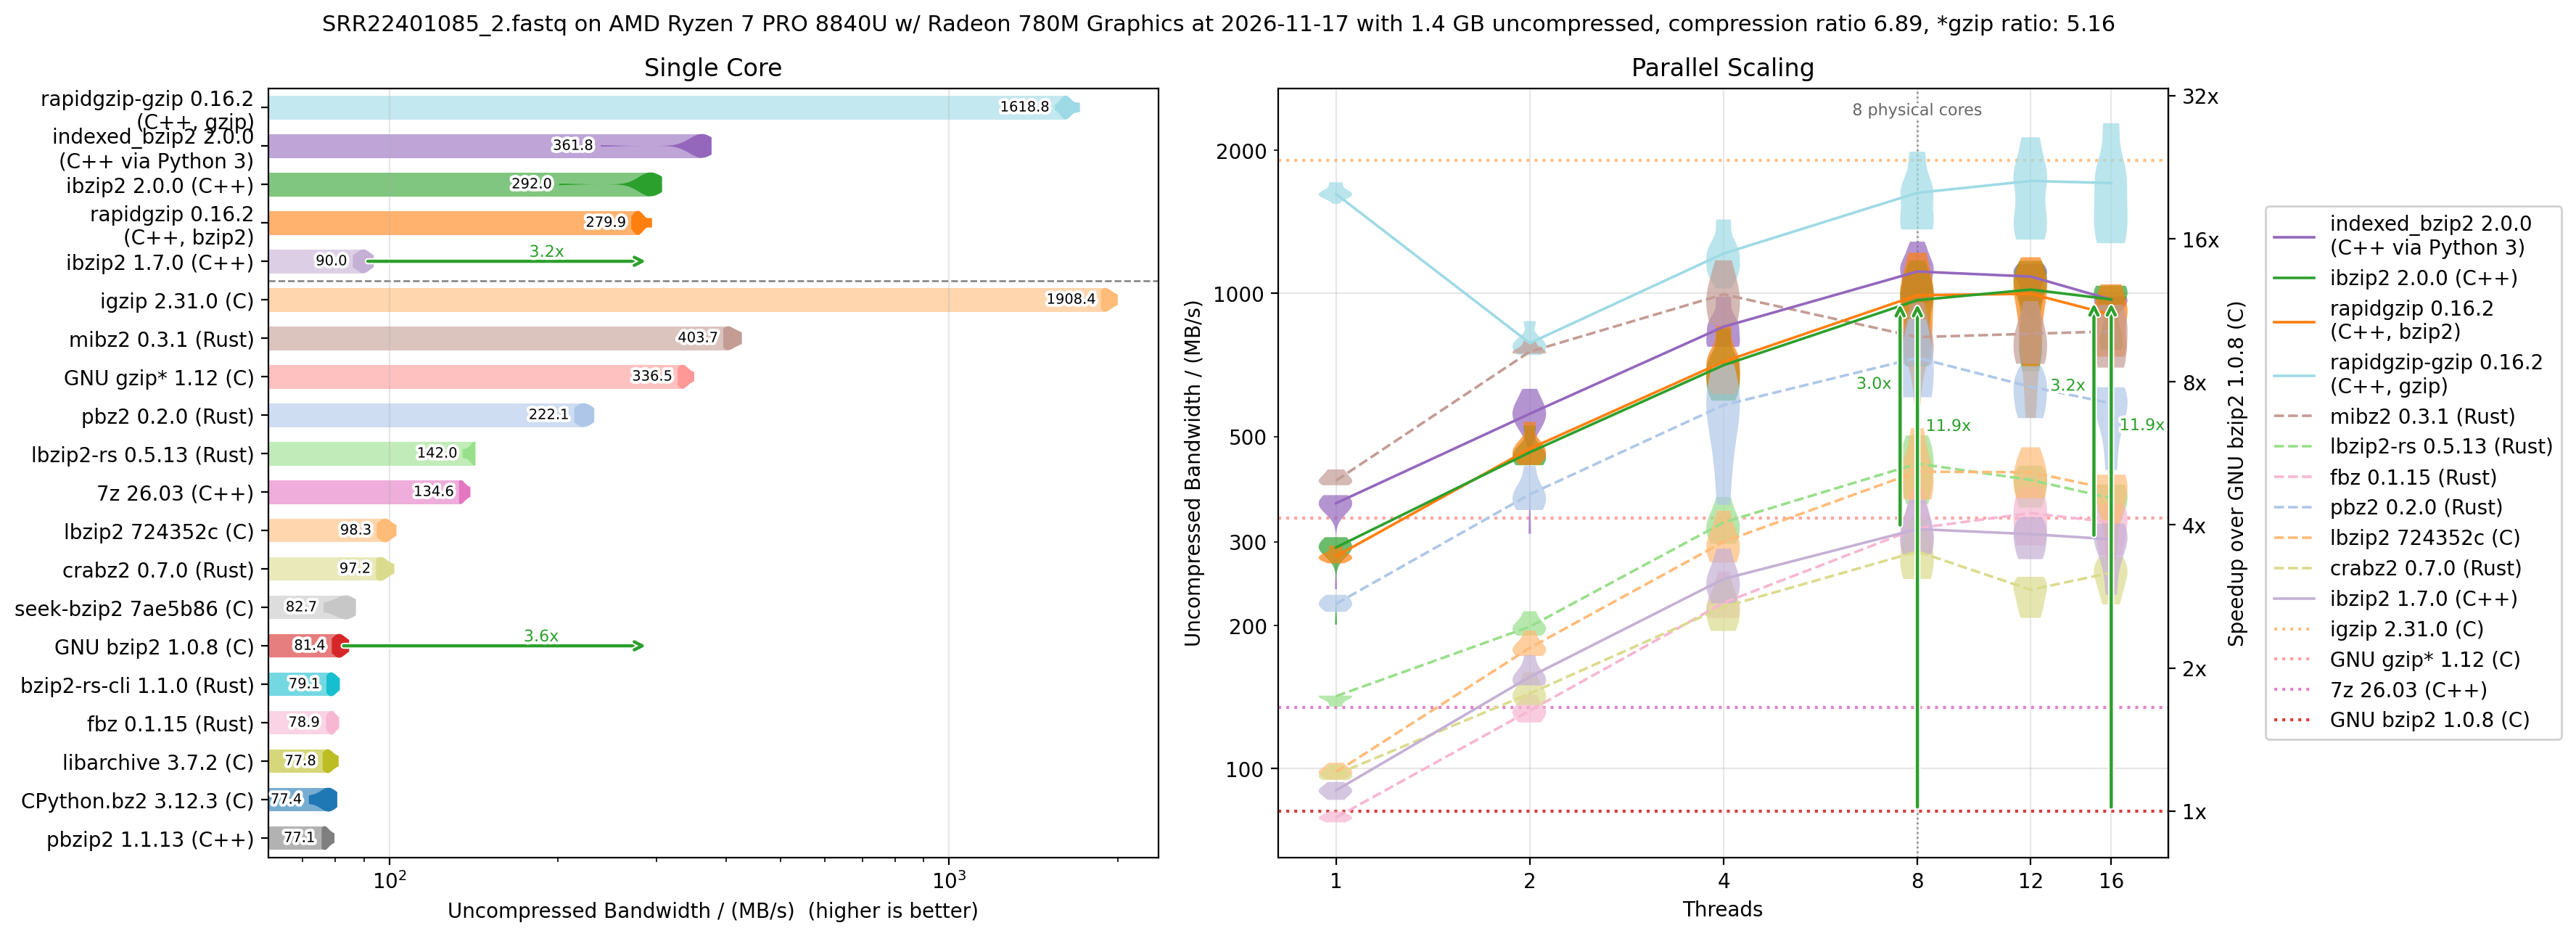 SRR22401085_2.fastq on AMD Ryzen 7 PRO 8840U w/ Radeon 780M Graphics at 2026-11-17 with 1.4 GB uncompressed, compression ratio 6.89, *gzip ratio: 5.16
Single Core
rapidgzip-gzip 0.16.2
(C++, gzip)
1618.8
indexed_bzip2 2.0.0
(C++ via Python 3)
361.8
ibzip2 2.0.0 (C++)
292.0
rapidgzip 0.16.2
(C++, bzip2)
279.9
ibzip2 1.7.0 (C++)
90.0
3.2x
igzip 2.31.0 (C)
1908.4
mibz2 0.3.1 (Rust)
403.7
GNU gzip* 1.12 (C)
336.5
pbz2 0.2.0 (Rust)
222.1
lbzip2-rs 0.5.13 (Rust)
142.0
7z 26.03 (C++)
134.6
lbzip2 724352c (C)
98.3
crabz2 0.7.0 (Rust)
97.2
seek-bzip2 7ae5b86 (C)
82.7
GNU bzip2 1.0.8 (C)
81.4
3.6x
bzip2-rs-cli 1.1.0 (Rust)
79.1
fbz 0.1.15 (Rust)
78.9
libarchive 3.7.2 (C)
77.8
CPython.bz2 3.12.3 (C)
77.4
pbzip2 1.1.13 (C++)
77.1
10²
10³
Uncompressed Bandwidth / (MB/s)  (higher is better)
Parallel Scaling
8 physical cores
Uncompressed Bandwidth / (MB/s)
2000
1000
500
300
200
100
3.0x
11.9x
3.2x
11.9x
32x
16x
8x
4x
2x
1x
Speedup over GNU bzip2 1.0.8 (C)
1
2
4
8
12
16
Threads
indexed_bzip2 2.0.0
(C++ via Python 3)
ibzip2 2.0.0 (C++)
rapidgzip 0.16.2
(C++, bzip2)
rapidgzip-gzip 0.16.2
(C++, gzip)
mibz2 0.3.1 (Rust)
lbzip2-rs 0.5.13 (Rust)
fbz 0.1.15 (Rust)
pbz2 0.2.0 (Rust)
lbzip2 724352c (C)
crabz2 0.7.0 (Rust)
ibzip2 1.7.0 (C++)
igzip 2.31.0 (C)
GNU gzip* 1.12 (C)
7z 26.03 (C++)
GNU bzip2 1.0.8 (C)